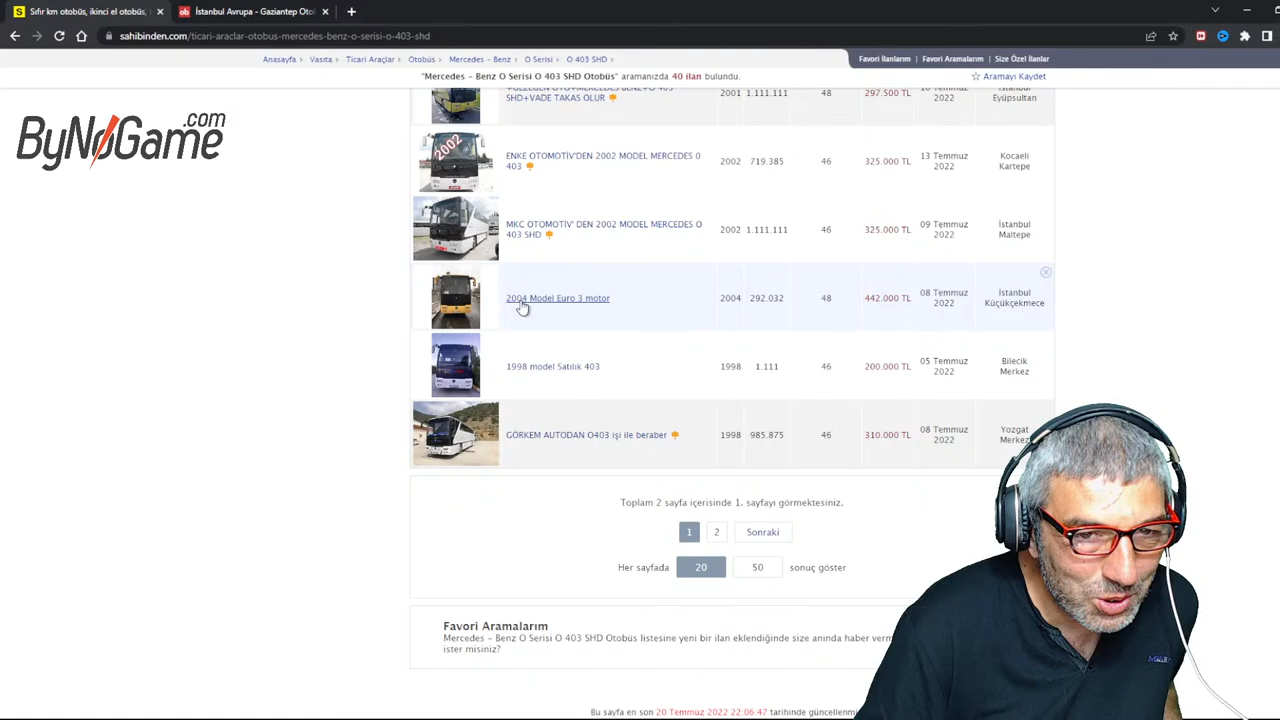 Sıfır km otobüs, ikinci el otobüs,
İstanbul Avrupa - Gaziantep Otol
sahibinden.com/ticari-araclar-otobus-mercedes-benz-o-serisi-o-403-shd
Anasayfa > Vasıta > Ticari Araçlar > Otobüs > Mercedes - Benz > O Serisi > O 403 SHD >
Favori İlanlarım | Favori Aramalarım | Size Özel İlanlar
"Mercedes - Benz O Serisi O 403 SHD Otobüs" aramanızda 40 ilan bulundu.
Aramayı Kaydet
ByNoGame.com
SHD+VADE TAKAS OLUR
2001 1.111.111 48 297.500 TL
2022
İstanbul
Eyüpsultan
2002
ENKE OTOMOTİV'DEN 2002 MODEL MERCEDES 0
403
2002 719.385 46 325.000 TL
13 Temmuz
2022
Kocaeli
Kartepe
MKC OTOMOTİV' DEN 2002 MODEL MERCEDES O
403 SHD
2002 1.111.111 46 325.000 TL
09 Temmuz
2022
İstanbul
Maltepe
2004 Model Euro 3 motor
2004 292.032 48 442.000 TL
08 Temmuz
2022
İstanbul
Küçükçekmece
1998 model Satılık 403
1998 1.111 46 200.000 TL
05 Temmuz
2022
Bilecik
Merkez
GÖRKEM AUTODAN O403 işi ile beraber
1998 985.875 46 310.000 TL
08 Temmuz
2022
Yozgat
Merkez
Toplam 2 sayfa içerisinde 1. sayfayı görmektesiniz.
1 2 Sonraki
Her sayfada 20 50 sonuç göster
Favori Aramalarım
Mercedes - Benz O Serisi O 403 SHD Otobüs listesine yeni bir ilan eklendiğinde size anında haber verm
ister misiniz?
Bu sayfa en son 20 Temmuz 2022 22:06:47 tarihinde güncellenmi